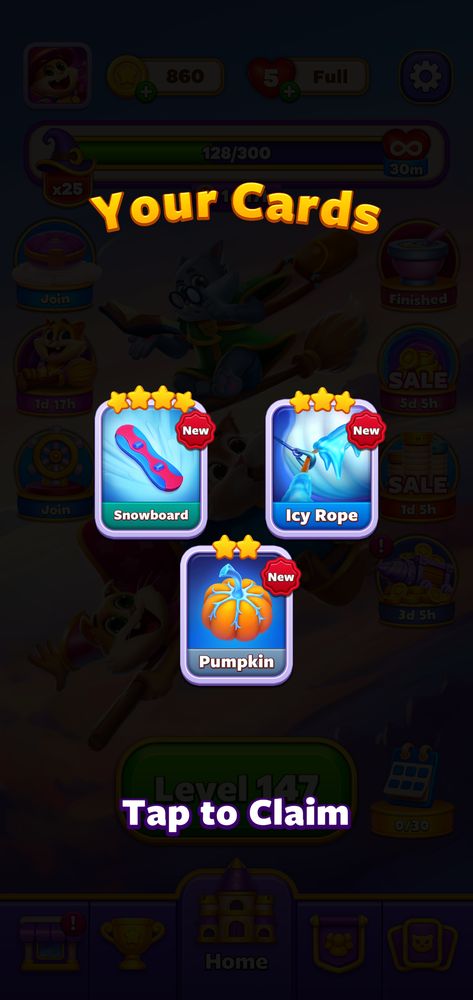 860
5
Full
128/300
x25
30m
Your Cards
Join
Finished
1d 17h
SALE
5d 5h
New
New
Snowboard
Icy Rope
Join
SALE
1d 5h
!
New
Pumpkin
3d 5h
Level 147
Tap to Claim
0/30
!
Home